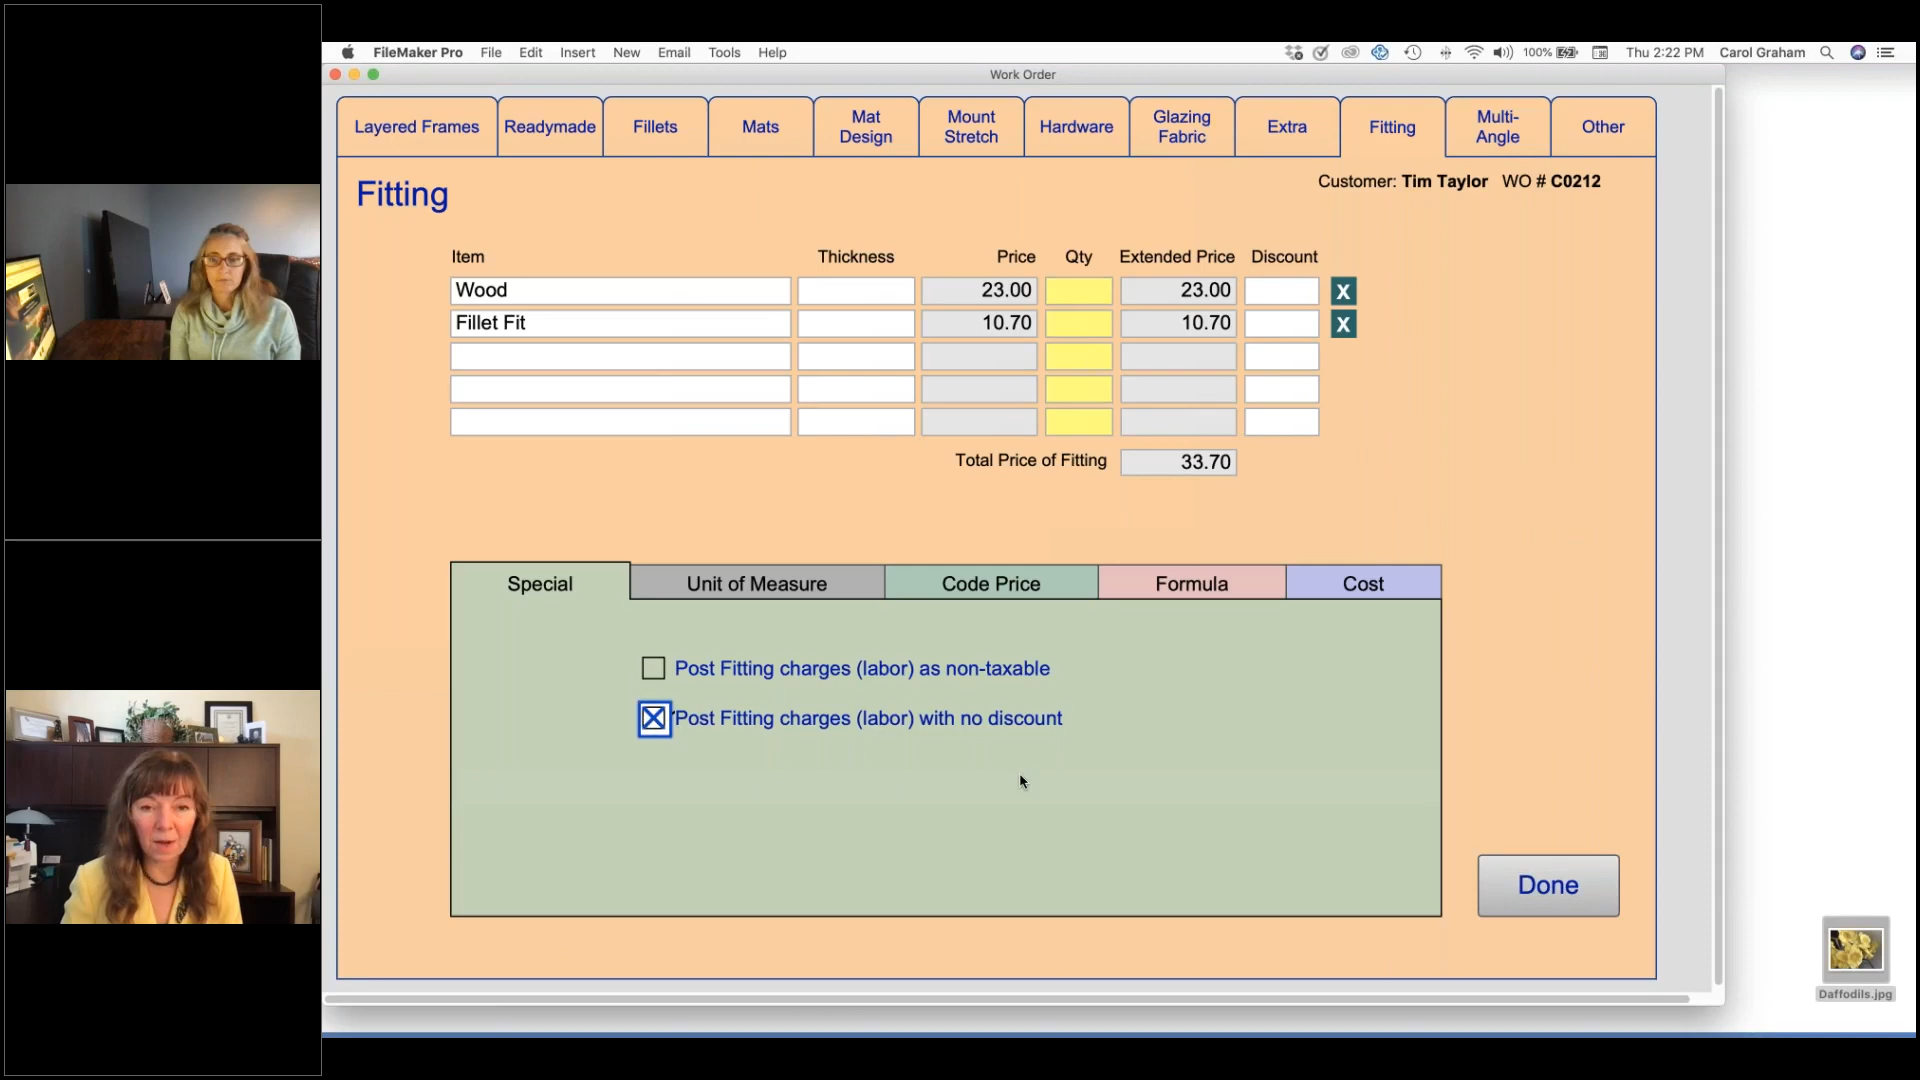 FileMaker Pro File Edit Insert New Email Tools Help 100% Thu 2:22 PM Carol Graham
Work Order
Layered Frames Readymade Fillets Mats Mat Design Mount Stretch Hardware Glazing Fabric Extra Fitting Multi-Angle Other
Fitting
Customer: Tim Taylor WO # C0212
Item Thickness Price Qty Extended Price Discount
Wood 23.00 23.00 X
Fillet Fit 10.70 10.70 X
Total Price of Fitting 33.70
Special Unit of Measure Code Price Formula Cost
Post Fitting charges (labor) as non-taxable
Post Fitting charges (labor) with no discount
Done
Daffodils.jpg